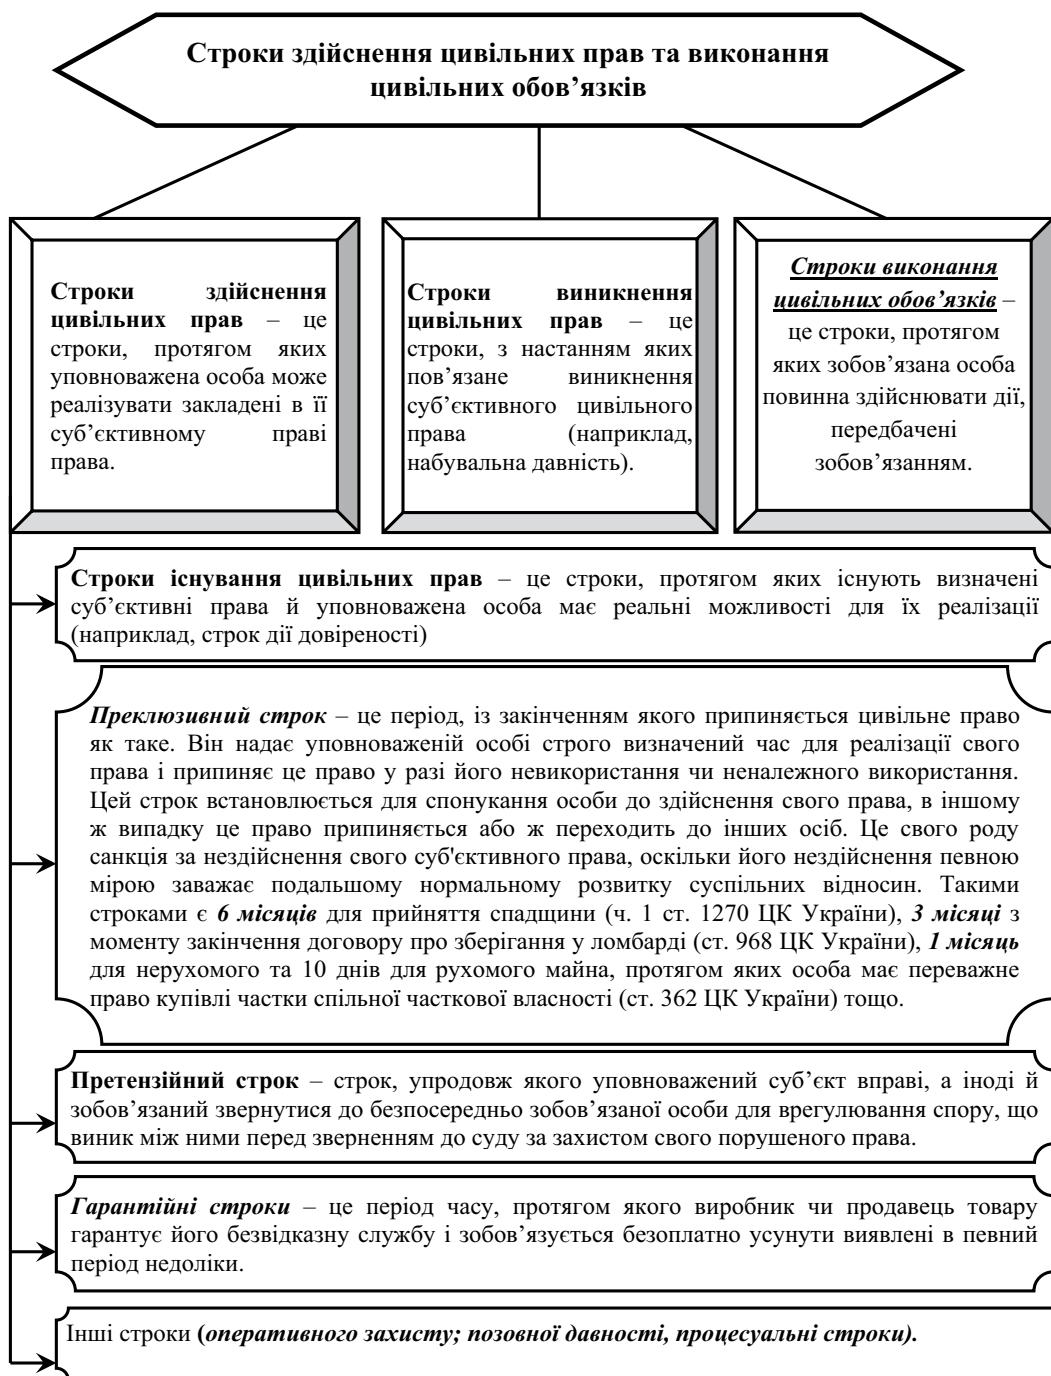 Строки здійснення цивільних прав та виконання
цивільних обов’язків
Строки здійснення
цивільних прав – це
строки, протягом яких
уповноважена особа може
реалізувати закладені в її
суб’єктивному праві
права.
Строки виникнення
цивільних прав – це
строки, з настанням яких
пов’язане виникнення
суб’єктивного цивільного
права (наприклад,
набувальна давність).
Строки виконання
цивільних обов’язків –
це строки, протягом
яких зобов’язана особа
повинна здійснювати дії,
передбачені
зобов’язанням.
Строки існування цивільних прав – це строки, протягом яких існують визначені
суб’єктивні права й уповноважена особа має реальні можливості для їх реалізації
(наприклад, строк дії довіреності)
Преклюзивний строк – це період, із закінченням якого припиняється цивільне право
як таке. Він надає уповноваженій особі строго визначений час для реалізації свого
права і припиняє це право у разі його невикористання чи неналежного використання.
Цей строк встановлюється для спонукання особи до здійснення свого права, в іншому
ж випадку це право припиняється або ж переходить до інших осіб. Це свого роду
санкція за нездійснення свого суб'єктивного права, оскільки його нездійснення певною
мірою заважає подальшому нормальному розвитку суспільних відносин. Такими
строками є 6 місяців для прийняття спадщини (ч. 1 ст. 1270 ЦК України), 3 місяці з
моменту закінчення договору про зберігання у ломбарді (ст. 968 ЦК України), 1 місяць
для нерухомого та 10 днів для рухомого майна, протягом яких особа має переважне
право купівлі частки спільної часткової власності (ст. 362 ЦК України) тощо.
Претензійний строк – строк, упродовж якого уповноважений суб’єкт вправі, а іноді й
зобов’язаний звернутися до безпосередньо зобов’язаної особи для врегулювання спору, що
виник між ними перед зверненням до суду за захистом свого порушеного права.
Гарантійні строки – це період часу, протягом якого виробник чи продавець товару
гарантує його безвідказну службу і зобов’язується безоплатно усунути виявлені в певний
період недоліки.
Інші строки (оперативного захисту; позовної давності, процесуальні строки).